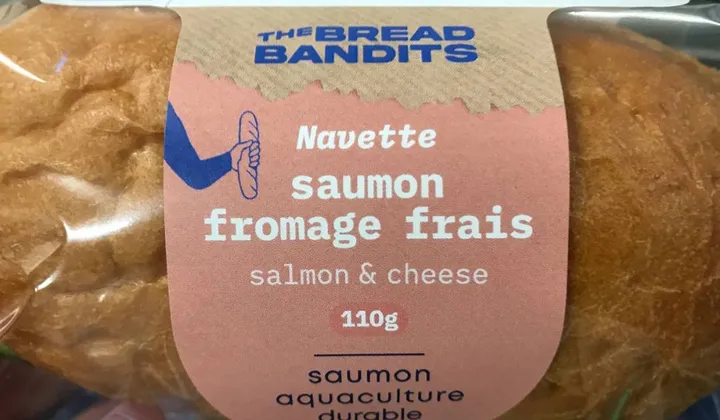 THE BREAD
BANDITS
Navette
saumon
fromage frais
salmon & cheese
110g
saumon
aquaculture
durable